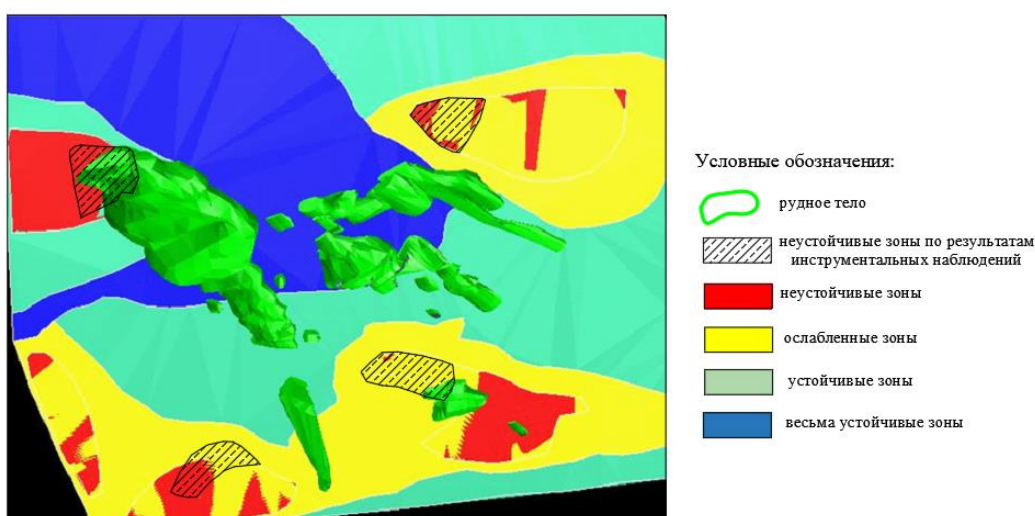 Условные обозначения:
рудное тело
неустойчивые зоны по результатам
инструментальных наблюдений
неустойчивые зоны
ослабленные зоны
устойчивые зоны
весьма устойчивые зоны